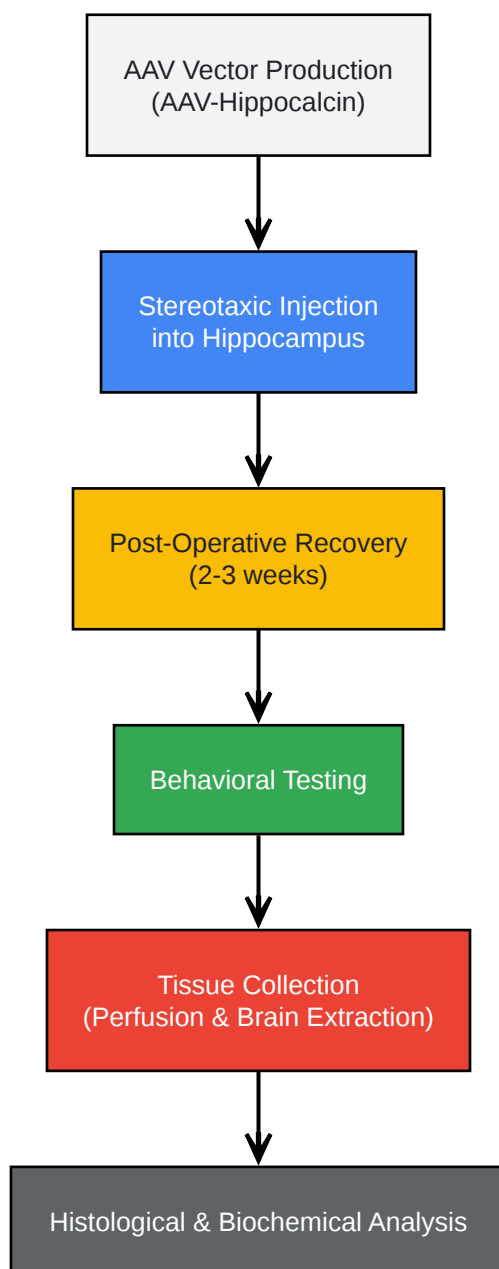 AAV Vector Production
(AAV-Hippocalcin)
Stereotaxic Injection
into Hippocampus
Post-Operative Recovery
(2-3 weeks)
Behavioral Testing
Tissue Collection
(Perfusion & Brain Extraction)
Histological & Biochemical Analysis